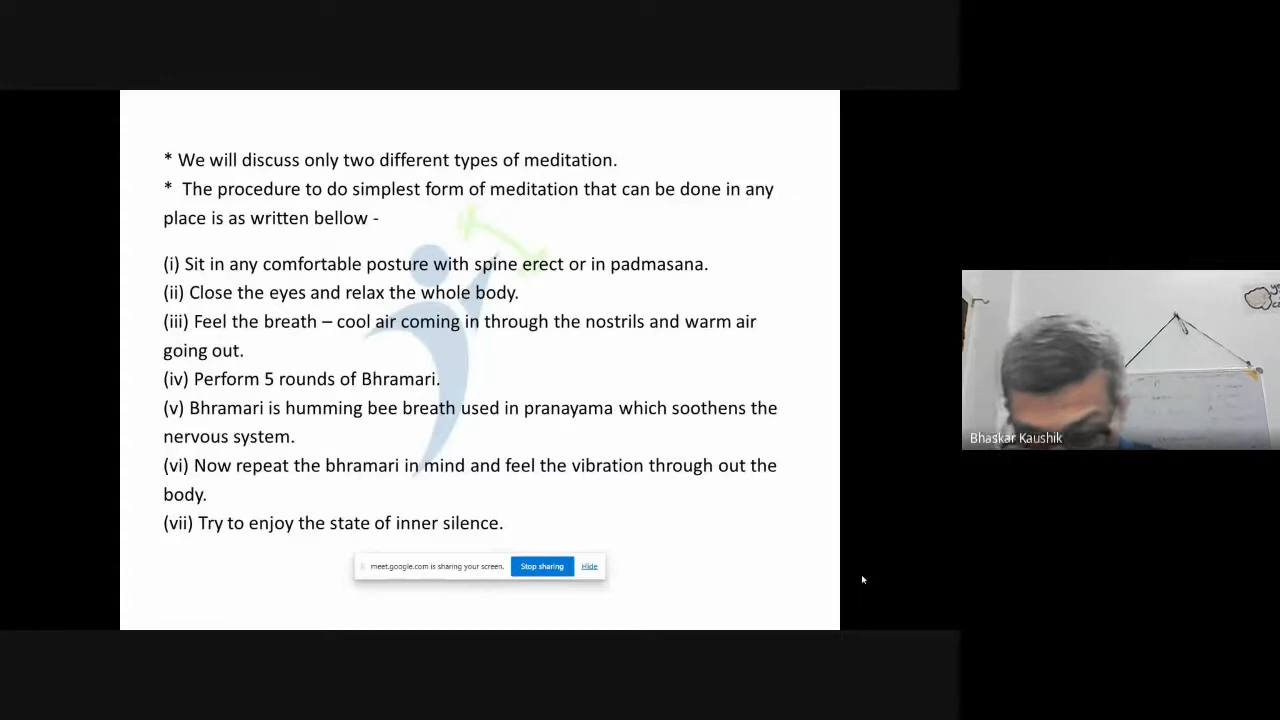 * We will discuss only two different types of meditation.
* The procedure to do simplest form of meditation that can be done in any
place is as written bellow -
(i) Sit in any comfortable posture with spine erect or in padmasana.
(ii) Close the eyes and relax the whole body.
(iii) Feel the breath – cool air coming in through the nostrils and warm air
going out.
(iv) Perform 5 rounds of Bhramari.
(v) Bhramari is humming bee breath used in pranayama which soothens the
nervous system.
(vi) Now repeat the bhramari in mind and feel the vibration through out the
body.
(vii) Try to enjoy the state of inner silence.
meet.google.com is sharing your screen. Stop sharing Hide
Bhaskar Kaushik